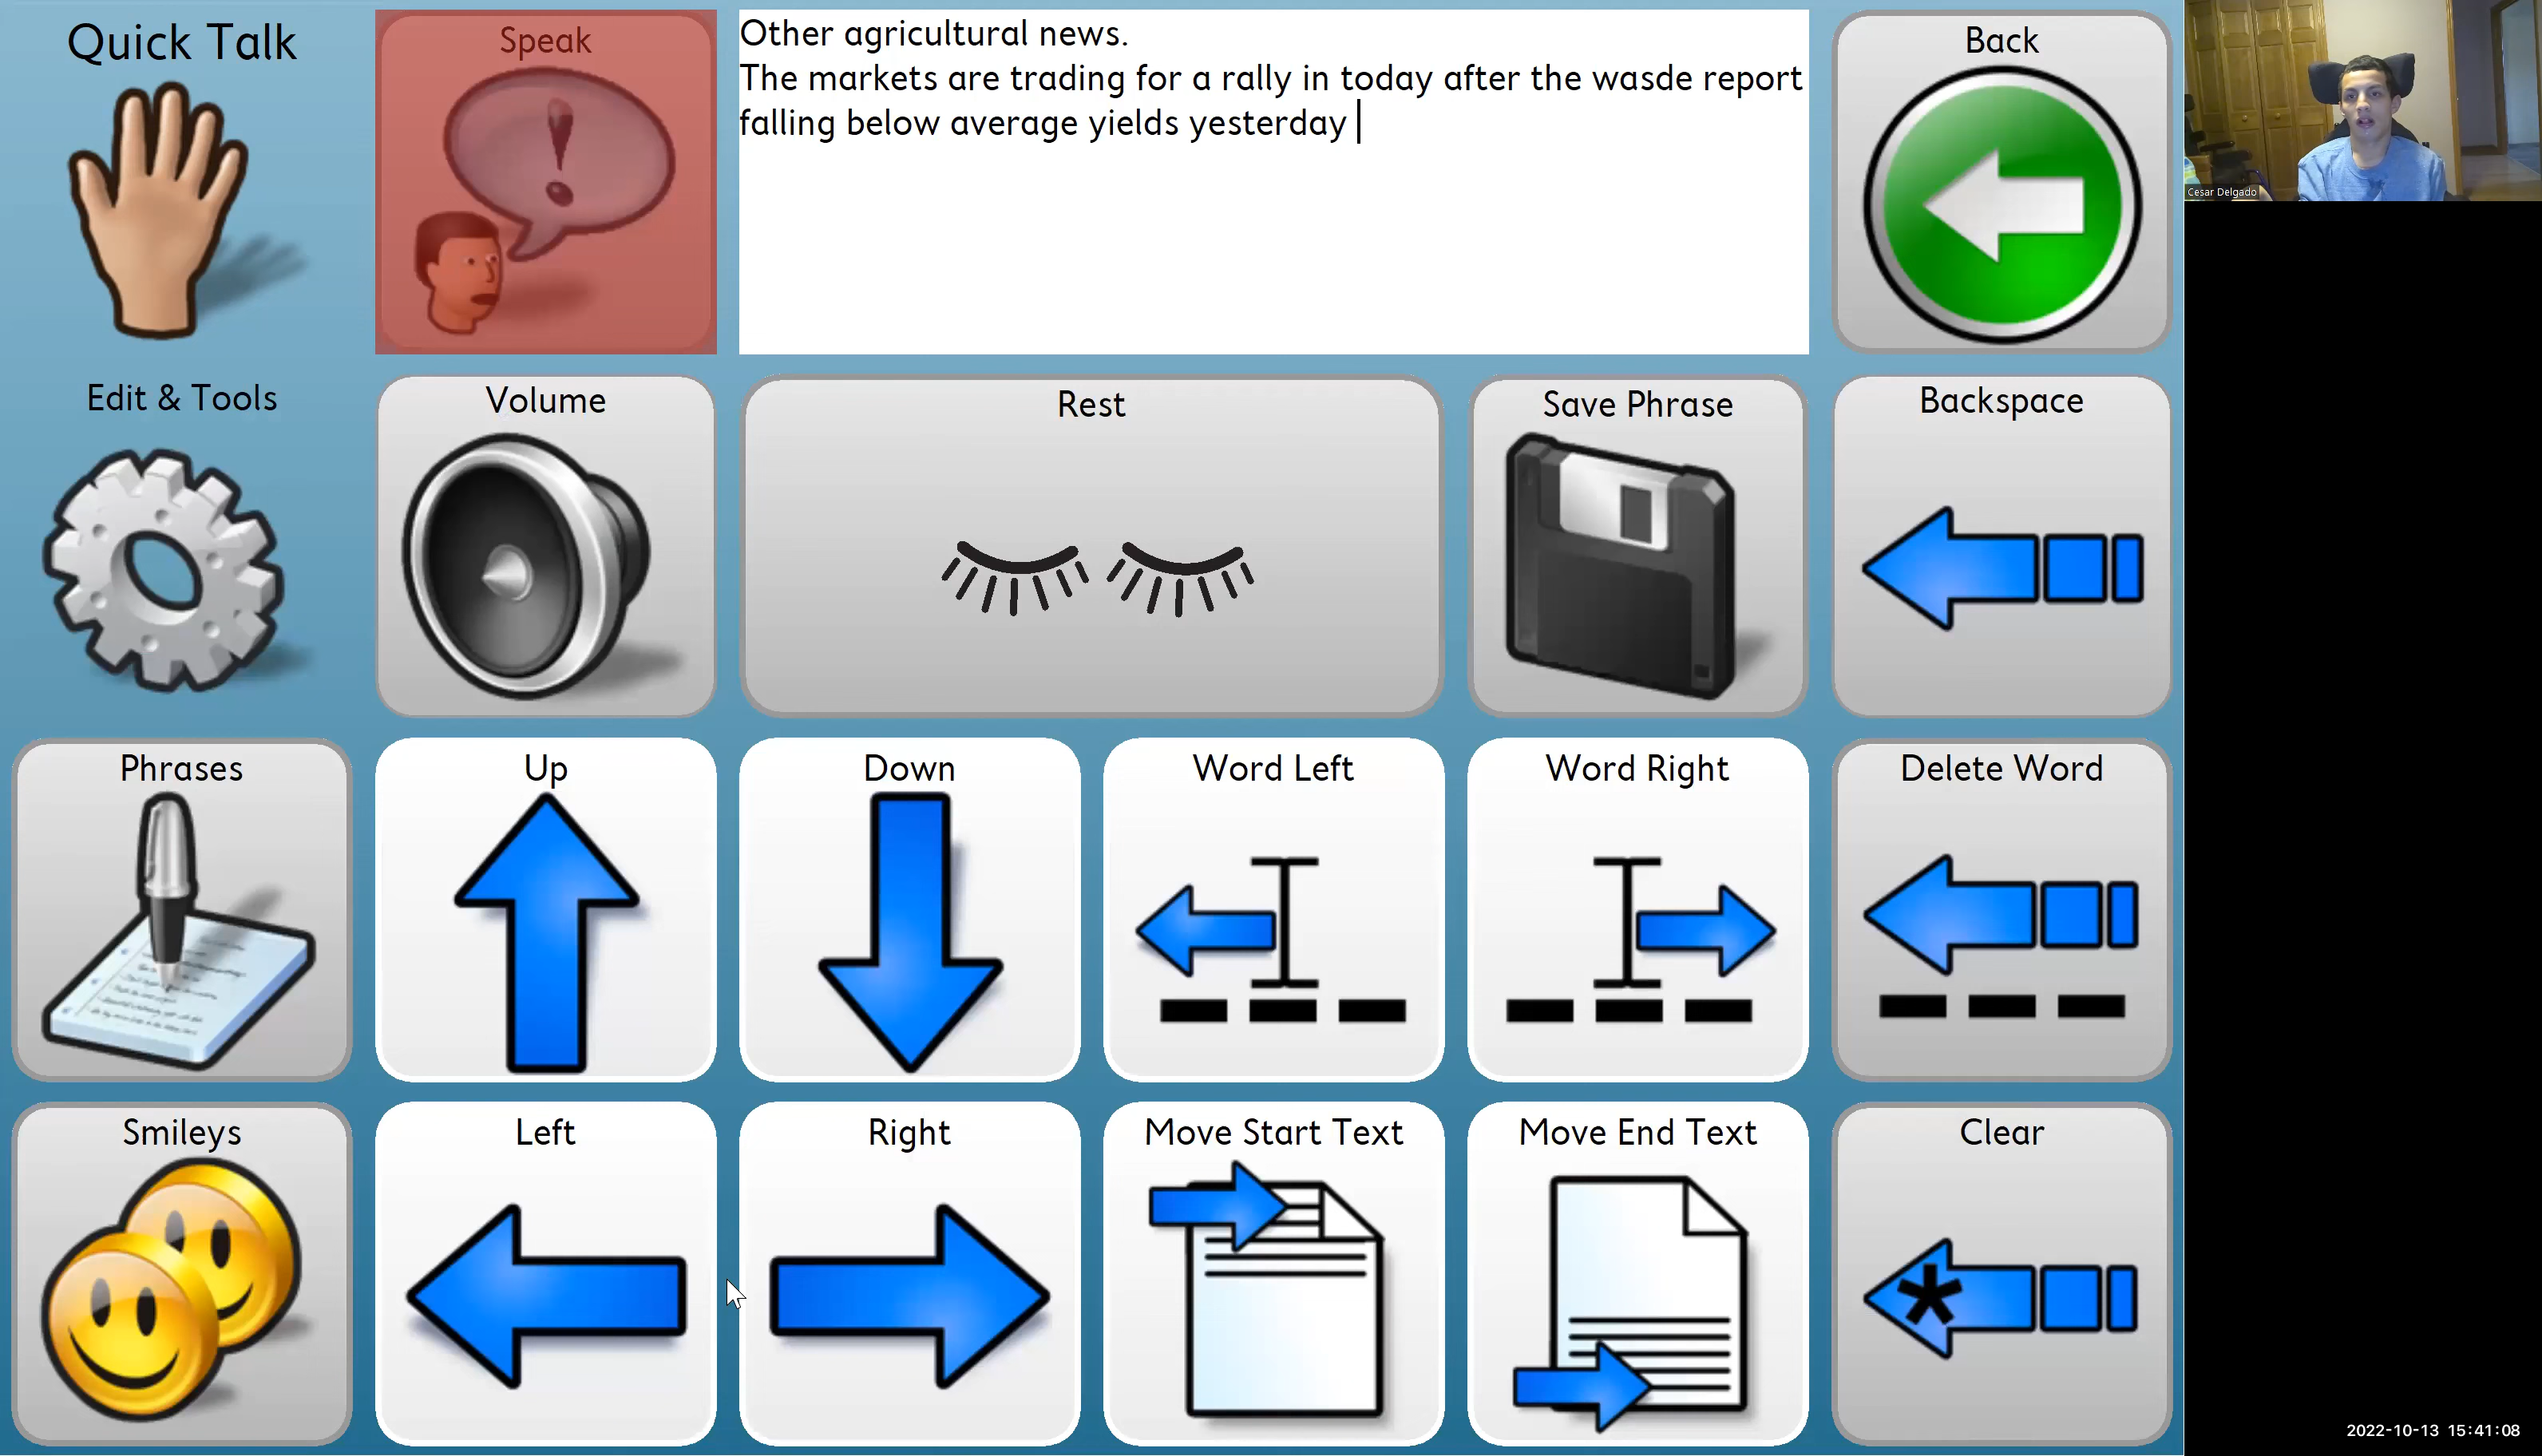 Quick Talk
Speak
Other agricultural news.
The markets are trading for a rally in today after the wasde report
falling below average yields yesterday
Back
Cesar Delgado
Edit & Tools
Volume
Rest
Save Phrase
Backspace
Phrases
Up
Down
Word Left
Word Right
Delete Word
Smileys
Left
Right
Move Start Text
Move End Text
Clear
2022-10-13 15:41:08